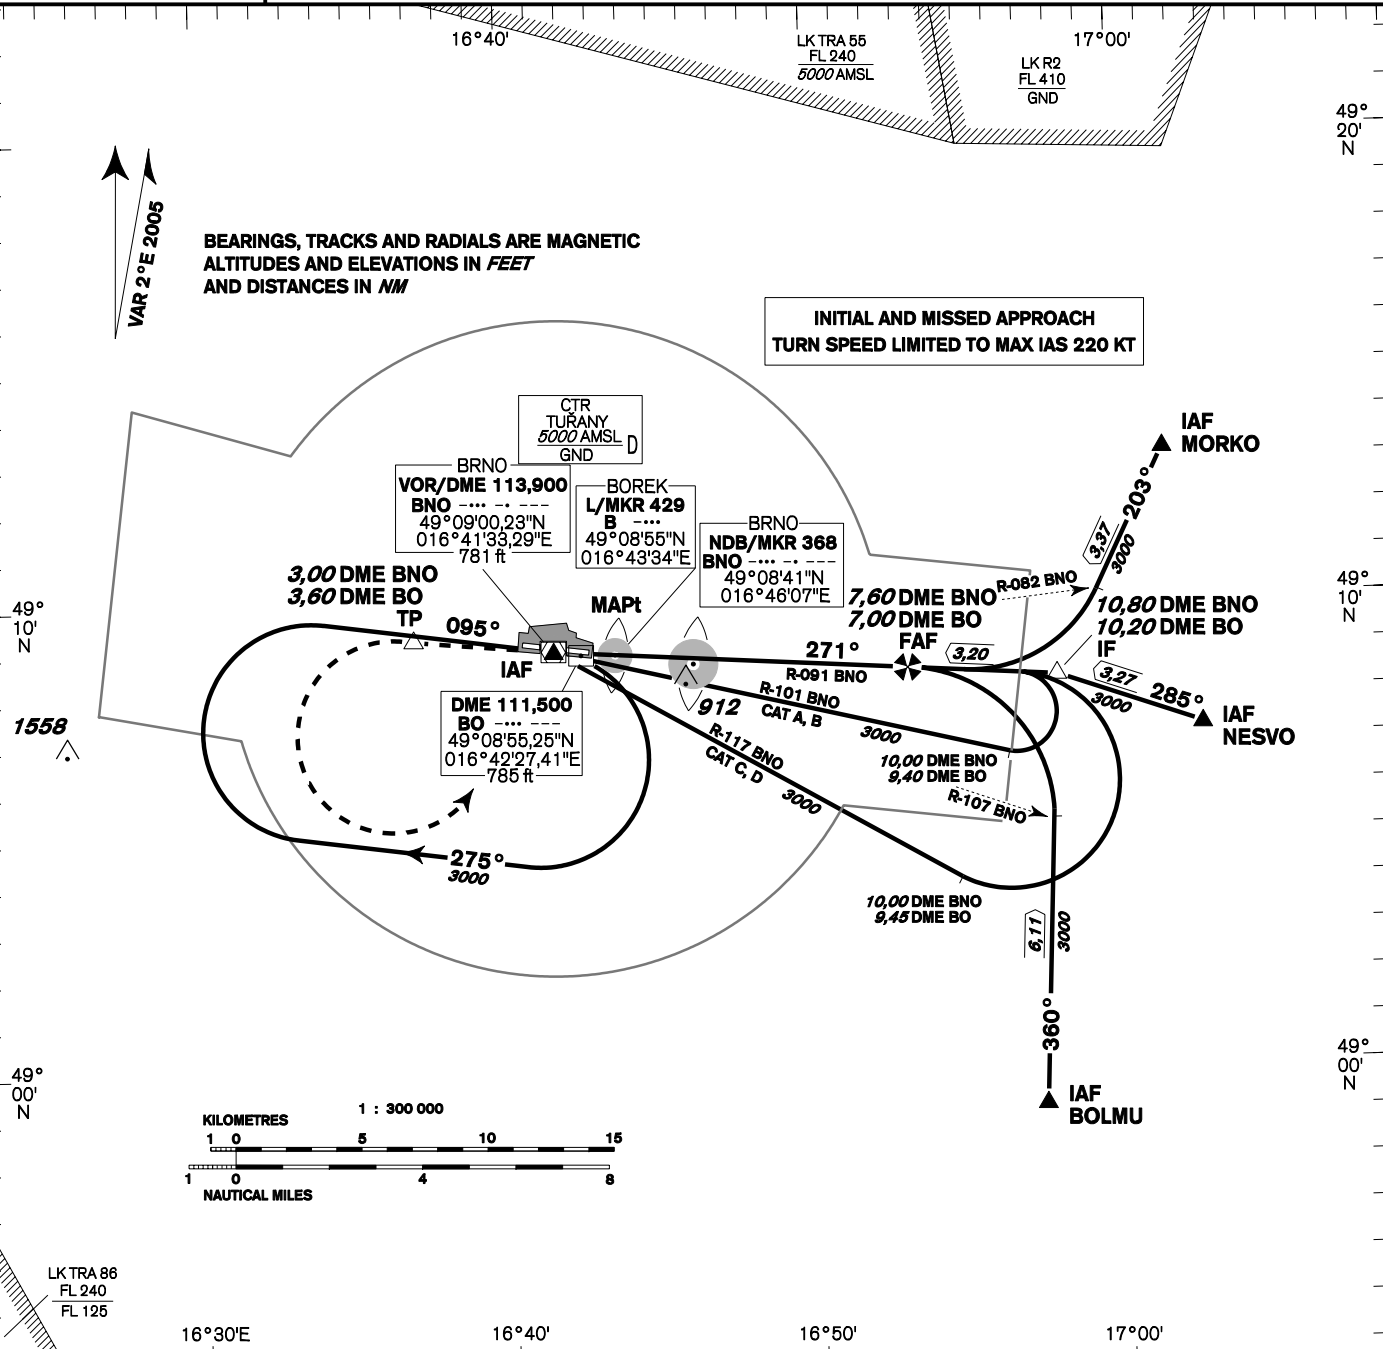 16°40'
17°00'
LK TRA 55
FL 240
5000 AMSL
LK R2
FL 410
GND
49°
20'
N
VAR 2°E 2005
BEARINGS, TRACKS AND RADIALS ARE MAGNETIC
ALTITUDES AND ELEVATIONS IN FEET
AND DISTANCES IN NM
INITIAL AND MISSED APPROACH
TURN SPEED LIMITED TO MAX IAS 220 KT
CTR
TUŘANY
5000 AMSL
GND
D
IAF
MORKO
203°
3,37
3000
BRNO
VOR/DME 113,900
BNO -··· -· ---
49°09'00,23"N
016°41'33,29"E
781 ft
BOREK
L/MKR 429
B -···
49°08'55"N
016°43'34"E
BRNO
NDB/MKR 368
BNO -··· -· ---
49°08'41"N
016°46'07"E
3,00 DME BNO
3,60 DME BO
TP
095°
IAF
MAPt
7,60 DME BNO
7,00 DME BO
FAF
R-082 BNO
10,80 DME BNO
10,20 DME BO
IF
49°
10'
N
49°
10'
N
271°
R-091 BNO
3,20
3,27
3000
285°
IAF
NESVO
R-101 BNO
CAT A, B
3000
912
R-117 BNO
CAT C, D
3000
DME 111,500
BO -··· ---
49°08'55,25"N
016°42'27,41"E
785 ft
1558
10,00 DME BNO
9,40 DME BO
R-107 BNO
275°
3000
10,00 DME BNO
9,45 DME BO
6,11
3000
360°
IAF
BOLMU
49°
00'
N
49°
00'
N
1 : 300 000
KILOMETRES
1 0 5 10 15
1 0 4 8
NAUTICAL MILES
LK TRA 86
FL 240
FL 125
16°30'E
16°40'
16°50'
17°00'